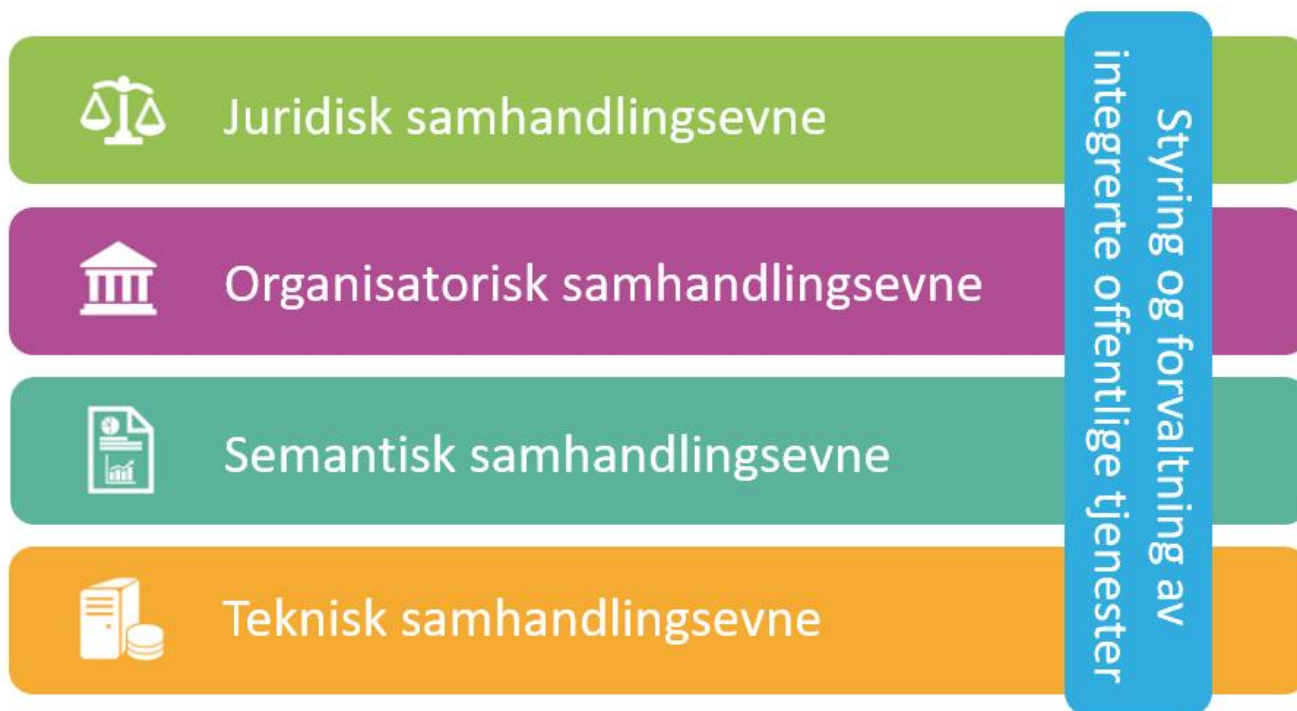 Juridisk samhandlingsevne
Organisatorisk samhandlingsevne
Semantisk samhandlingsevne
Teknisk samhandlingsevne
Styring og forvaltning av
integrerte offentlige tjenester